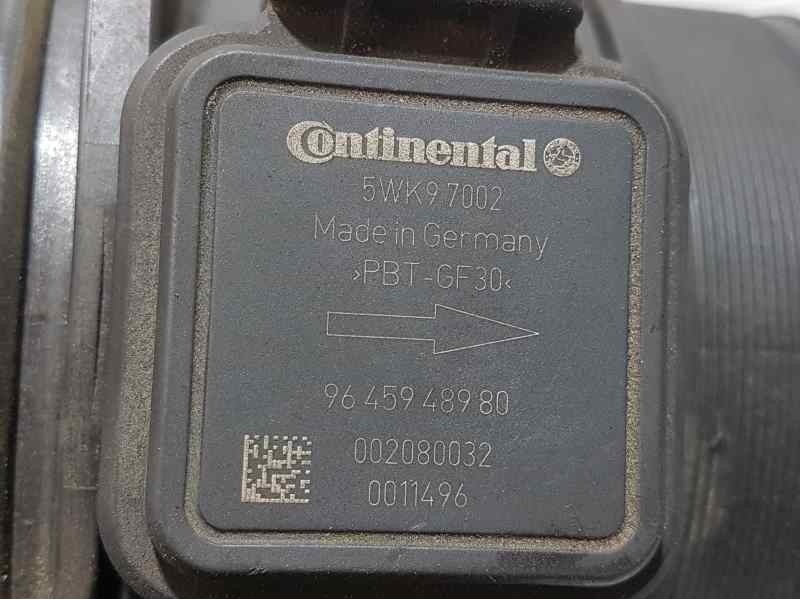 Continental
5WK9 7002
Made in Germany
›PBT-GF30‹
96 459 489 80
002080032
0011496